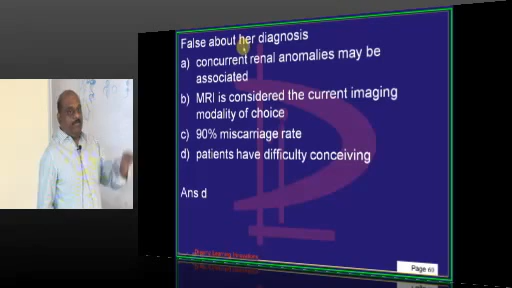 False about her diagnosis
a) concurrent renal anomalies may be
associated
b) MRI is considered the current imaging
modality of choice
c) 90% miscarriage rate
d) patients have difficulty conceiving
Ans d
Page 60